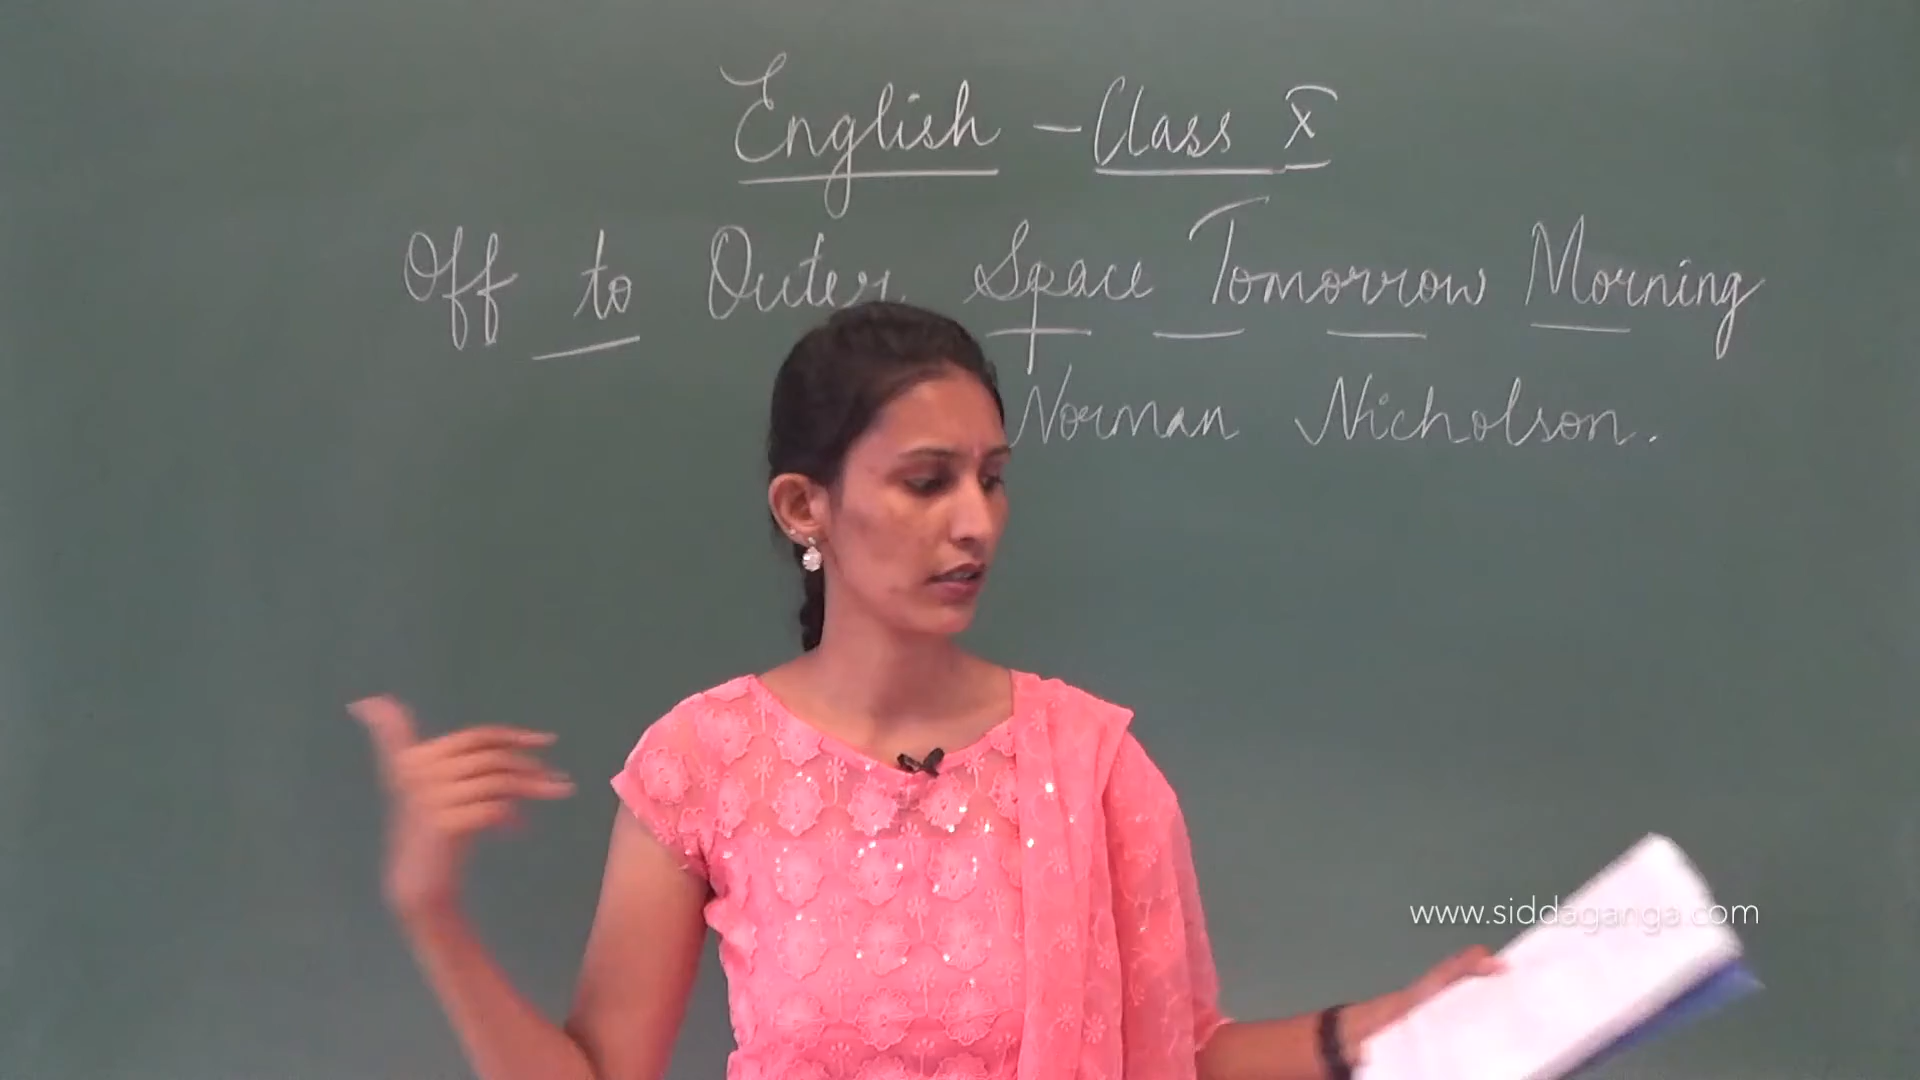 English - Class X
Off to Outer Space Tomorrow Morning
Norman Nicholson.
www.siddaganga.com